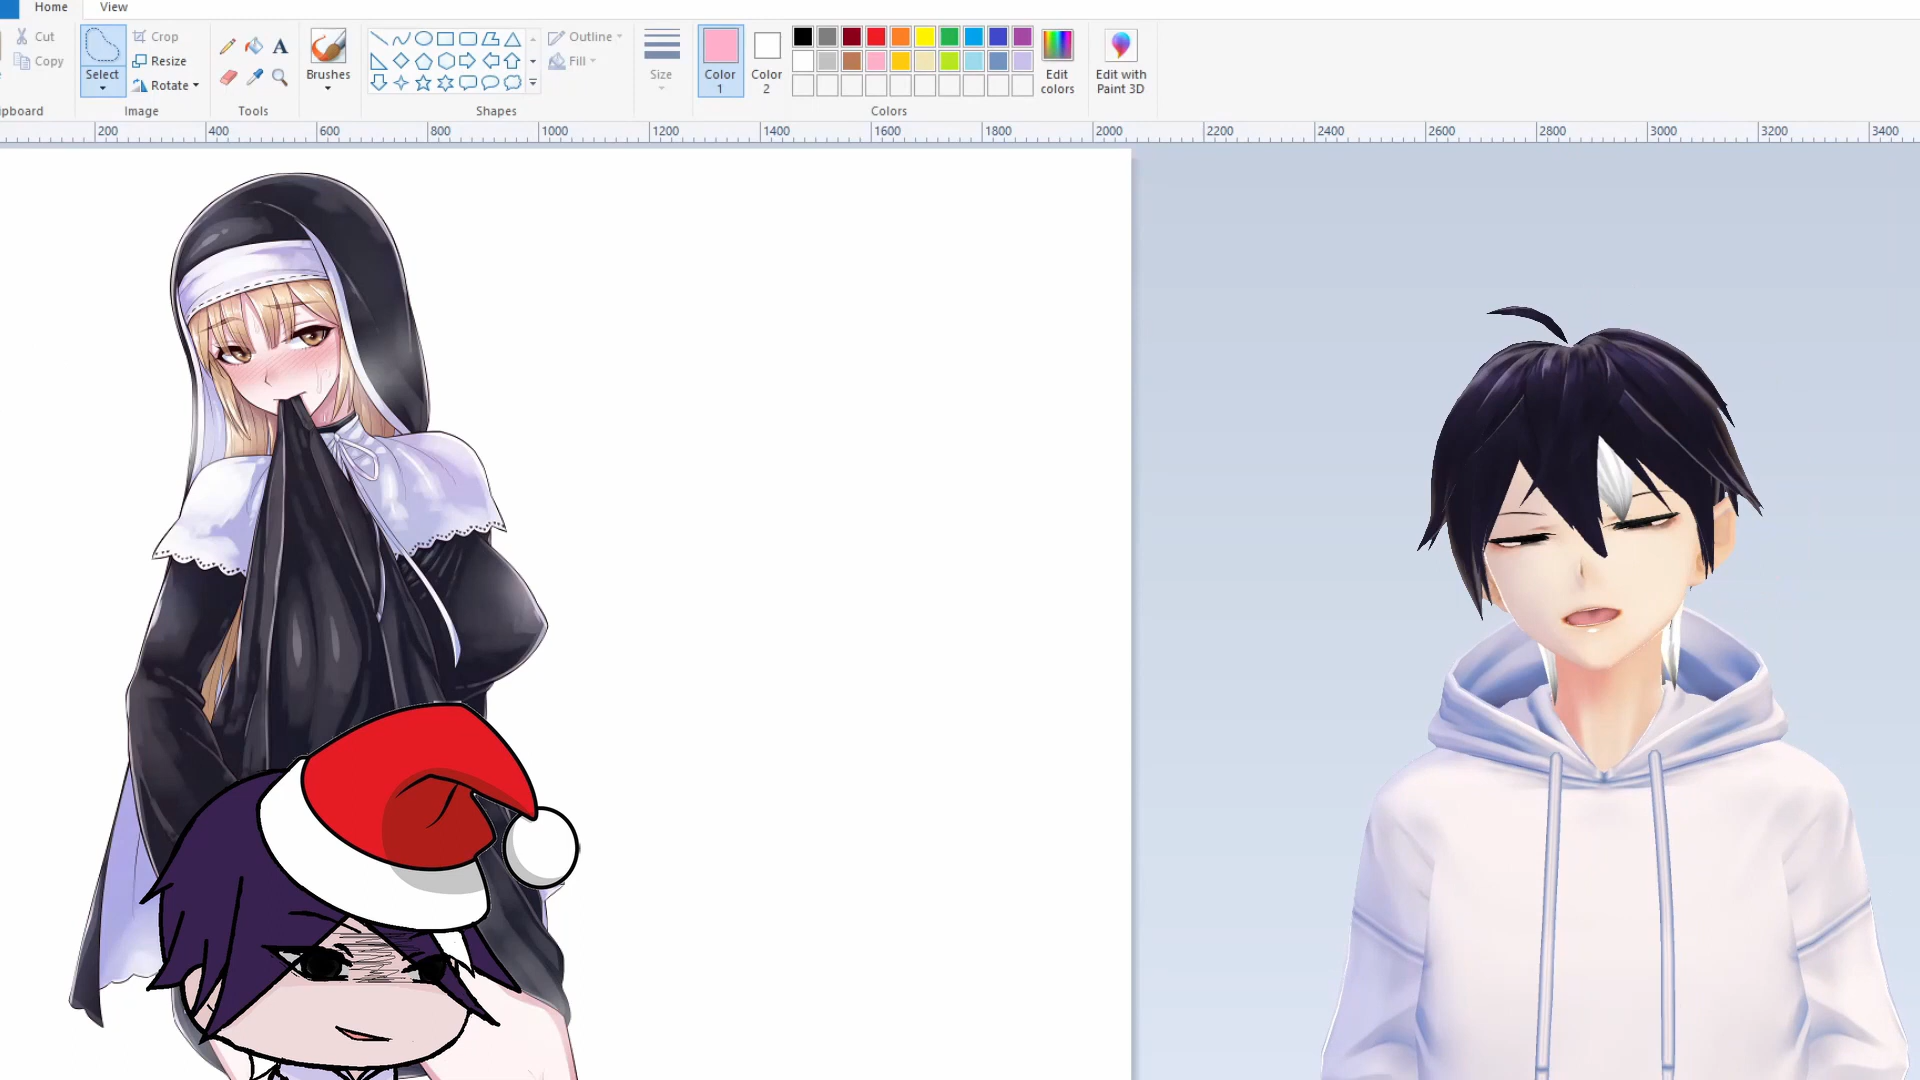 Home View
Cut
Copy
Select
Crop
Resize
Rotate
A
Brushes
Outline
Fill
Size
Color 1
Color 2
Edit colors
Edit with Paint 3D
ipboard Image Tools Shapes Colors
200 400 600 800 1000 1200 1400 1600 1800 2000 2200 2400 2600 2800 3000 3200 3400